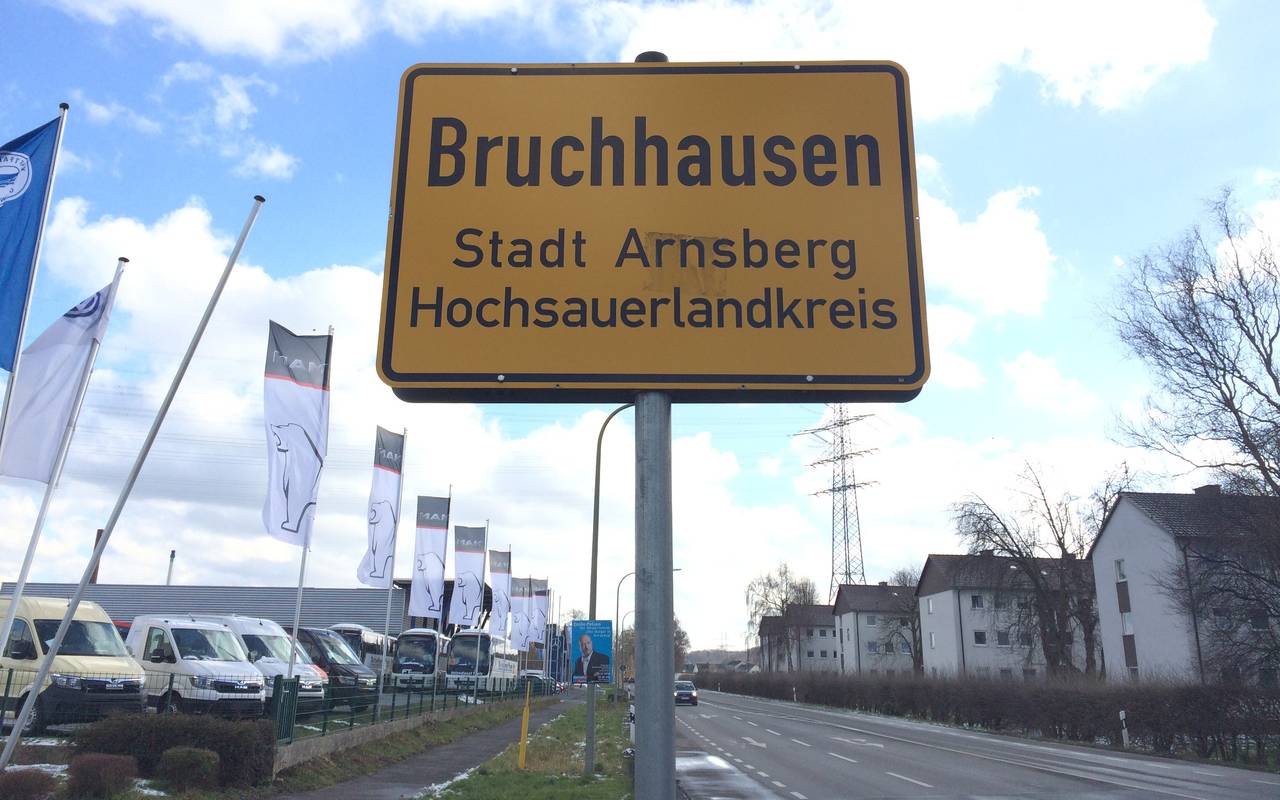 Bruchhausen
Stadt Arnsberg
Hochsauerlandkreis
MAN
MAN
MAN
MAN